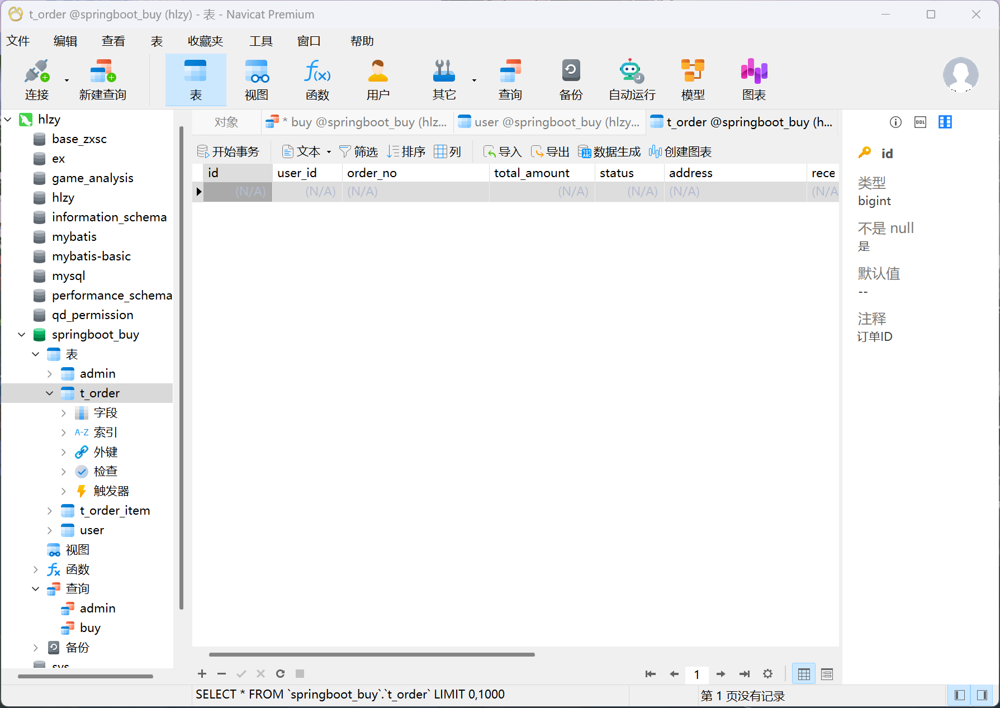 t_order @springboot_buy (hlzy) - 表 - Navicat Premium
文件 编辑 查看 表 收藏夹 工具 窗口 帮助
连接 新建查询 表 视图 函数 用户 其它 查询 备份 自动运行 模型 图表
hlzy
base_zxsc
ex
game_analysis
hlzy
information_schema
mybatis
mybatis-basic
mysql
performance_schema
qd_permission
springboot_buy
表
admin
t_order
字段
A-Z 索引
外键
检查
触发器
t_order_item
user
视图
函数
查询
admin
buy
备份
sys
对象 * buy @springboot_buy (hlz... user @springboot_buy (hlzy... t_order @springboot_buy (h...
开始事务 文本 筛选 排序 列 导入 导出 数据生成 创建图表
id user_id order_no total_amount status address rece
(N/A) (N/A) (N/A) (N/A) (N/A) (N/A) (N/A
1
SELECT * FROM `springboot_buy`.`t_order` LIMIT 0,1000
第 1 页没有记录
DDL
id
类型
bigint
不是 null
是
默认值
--
注释
订单ID